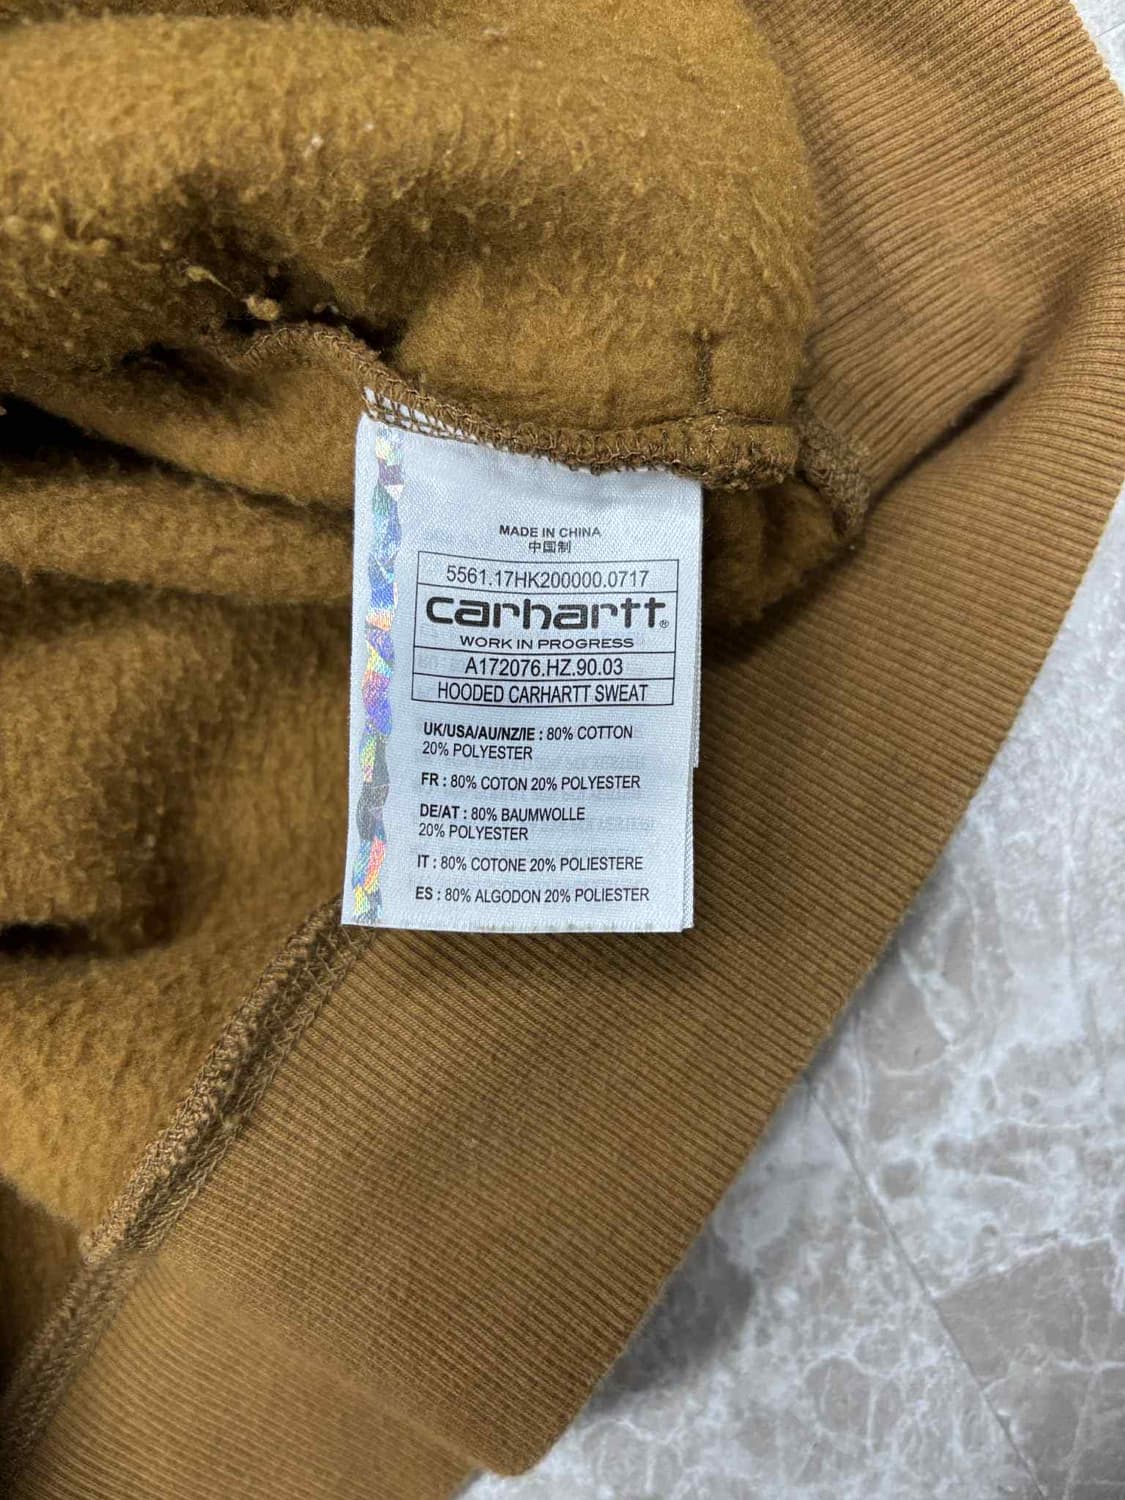 MADE IN CHINA
中国制
5561.17HK200000.0717
carhartt®
WORK IN PROGRESS
A172076.HZ.90.03
HOODED CARHARTT SWEAT
UK/USA/AU/NZ/IE : 80% COTTON
20% POLYESTER
FR : 80% COTON 20% POLYESTER
DE/AT : 80% BAUMWOLLE
20% POLYESTER
IT : 80% COTONE 20% POLIESTERE
ES : 80% ALGODON 20% POLIESTER